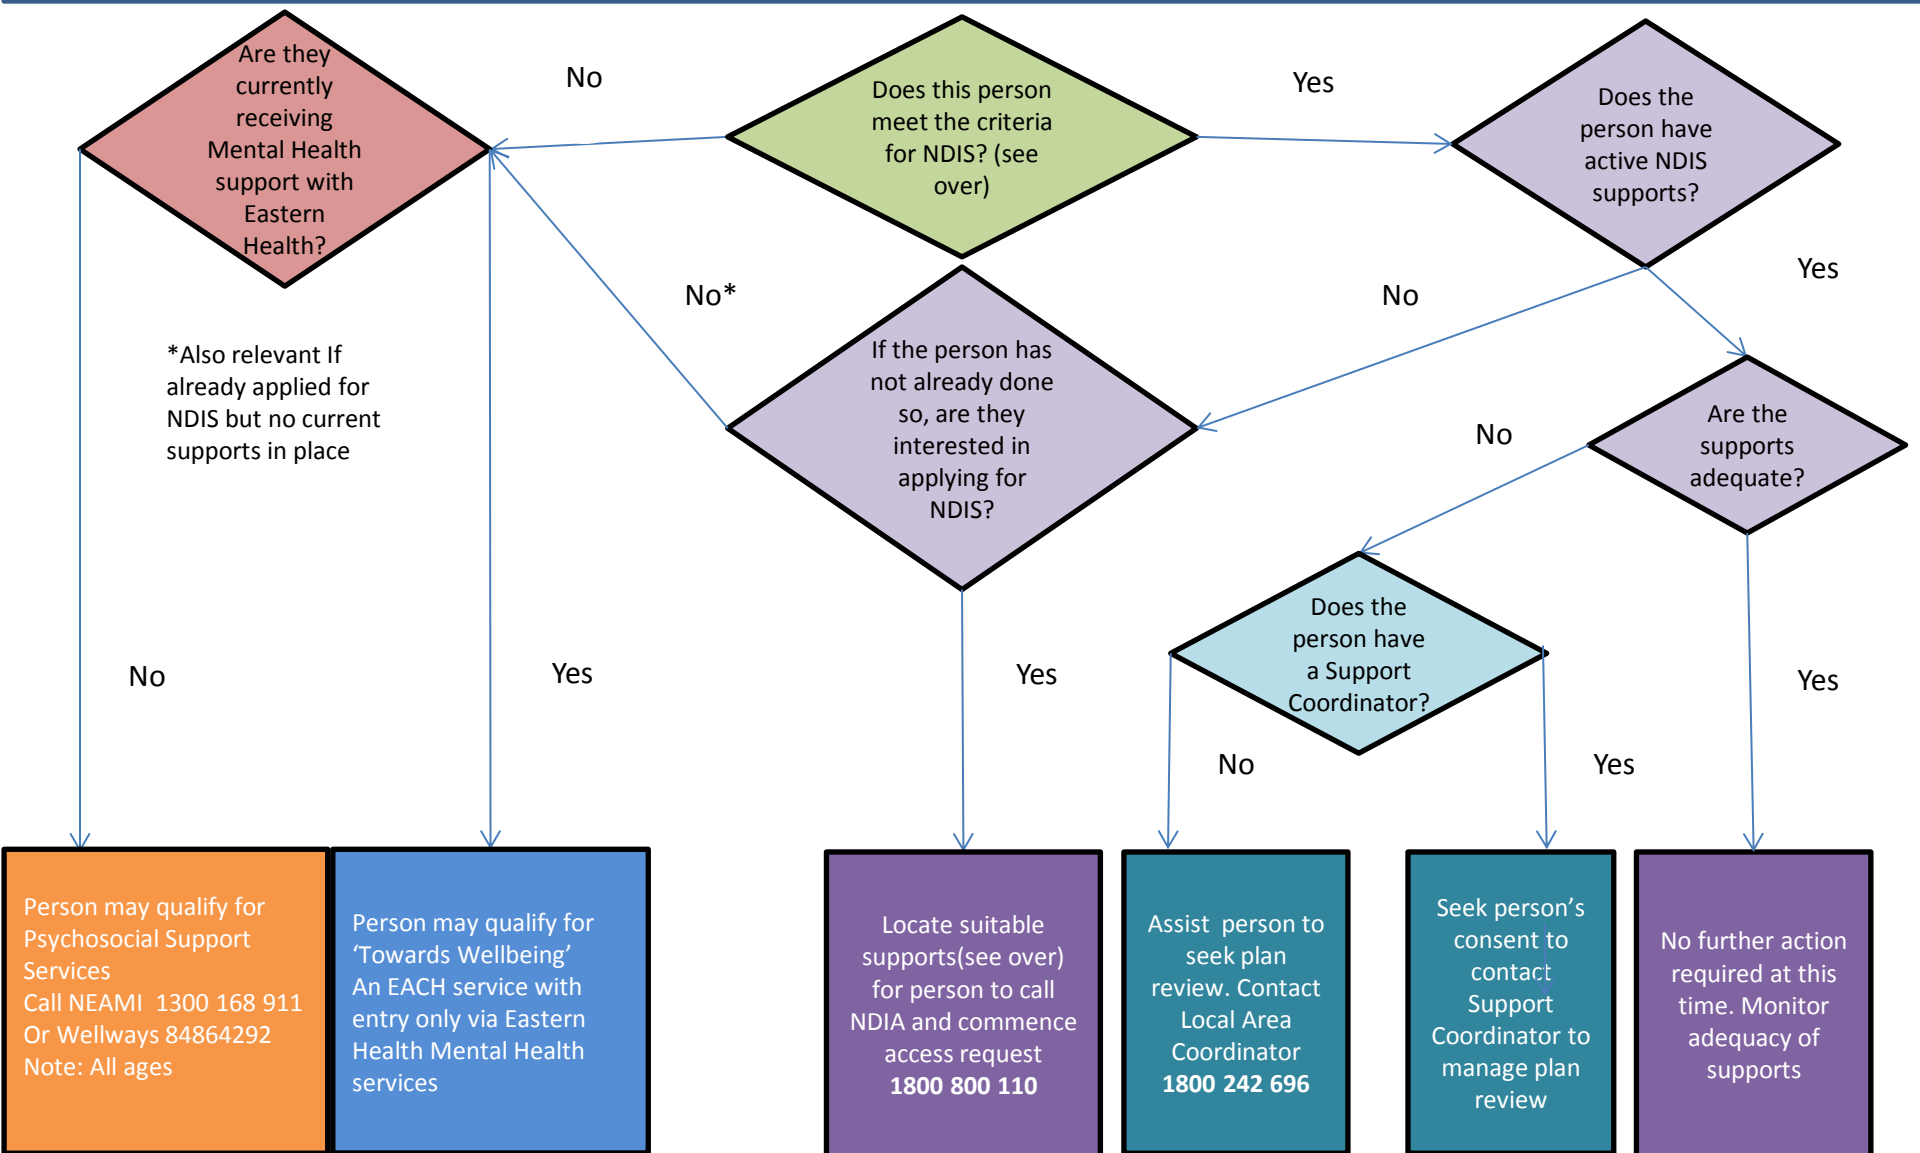 Are they
currently
receiving
Mental Health
support with
Eastern
Health?
No
Does this person
meet the criteria
for NDIS? (see
over)
Yes
Does the
person have
active NDIS
supports?
No*
No
Yes
*Also relevant If
already applied for
NDIS but no current
supports in place
If the person has
not already done
so, are they
interested in
applying for
NDIS?
No
Are the
supports
adequate?
Does the
person have
a Support
Coordinator?
No
Yes
Yes
Yes
No
Yes
Person may qualify for
Psychosocial Support
Services
Call NEAMI  1300 168 911
Or Wellways 84864292
Note: All ages
Person may qualify for
‘Towards Wellbeing’
An EACH service with
entry only via Eastern
Health Mental Health
services
Locate suitable
supports(see over)
for person to call
NDIA and commence
access request
1800 800 110
Assist  person to
seek plan
review. Contact
Local Area
Coordinator
1800 242 696
Seek person’s
consent to
contact
Support
Coordinator to
manage plan
review
No further action
required at this
time. Monitor
adequacy of
supports